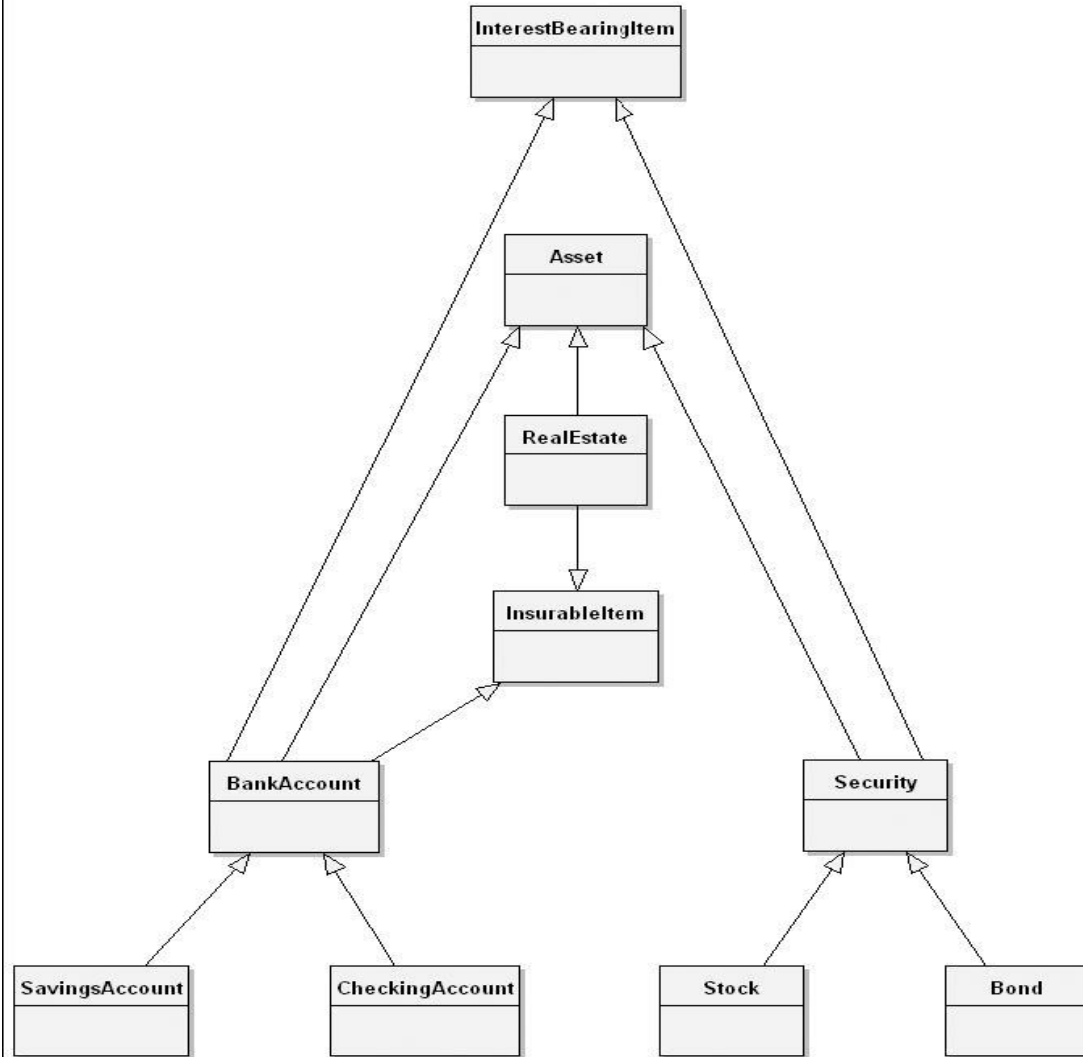 InterestBearingItem
Asset
RealEstate
InsurableItem
BankAccount
Security
SavingsAccount
CheckingAccount
Stock
Bond